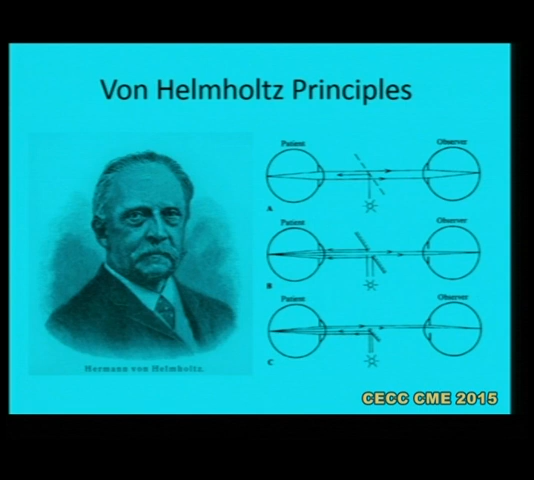 Von Helmholtz Principles
Patient
Observer
A
Patient
Observer
B
Patient
Observer
C
Hermann von Helmholtz.
CECC CME 2015